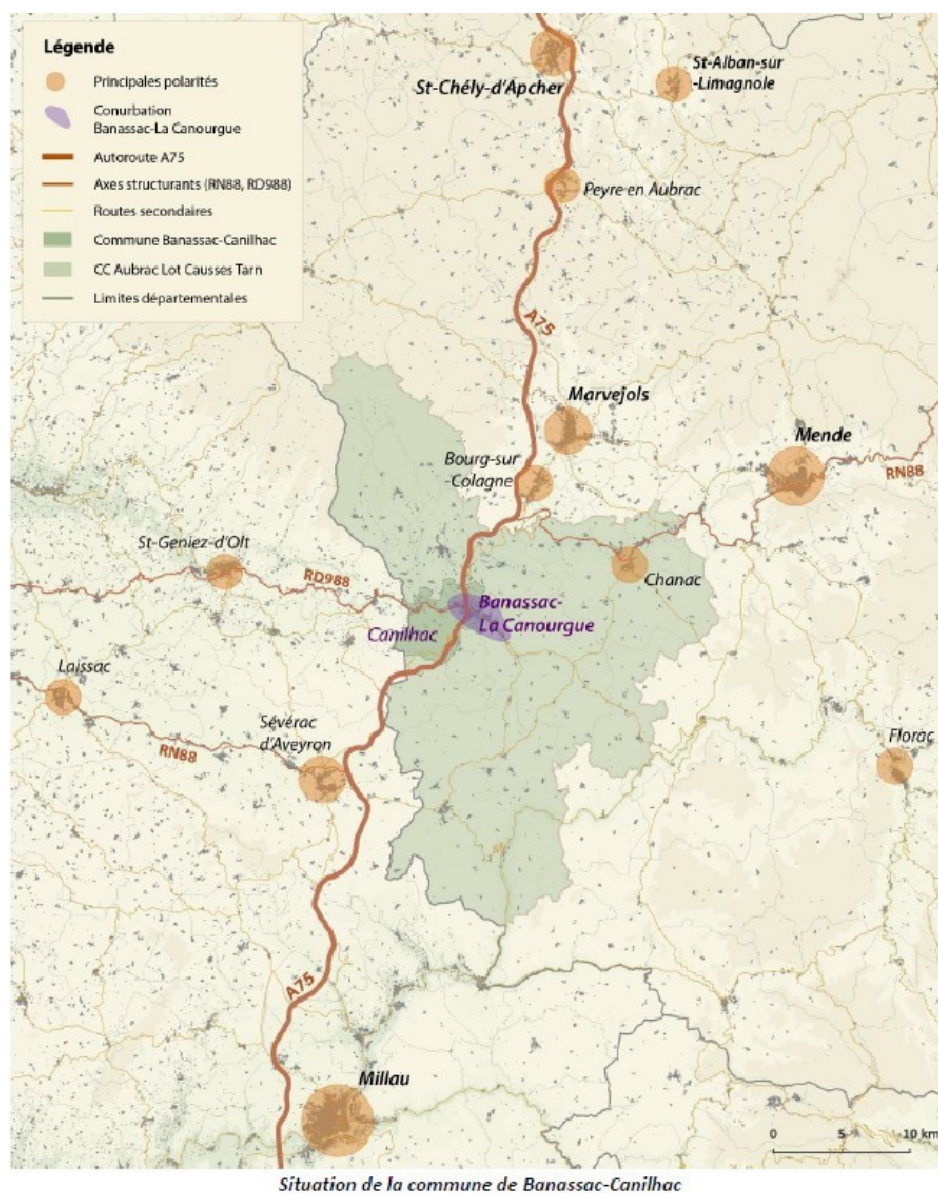 Légende
Principales polarités
Conurbation
Banassac-La Canourgue
Autoroute A75
Axes structurants (RN88, RD988)
Routes secondaires
Commune Banassac-Canilhac
CC Aubrac Lot Causses Tarn
Limites départementales
St-Chély-d'Apcher
St-Alban-sur
-Limagnole
Peyre en Aubrac
A75
Marvejols
Mende
Bourg-sur
-Colagne
RN88
St-Geniez-d'Olt
RD988
Chanac
Banassac-
La Canourgue
Canilhac
Laissac
Sévérac
d'Aveyron
RN88
Florac
A75
Millau
0 5 10 km
Situation de la commune de Banassac-Canilhac